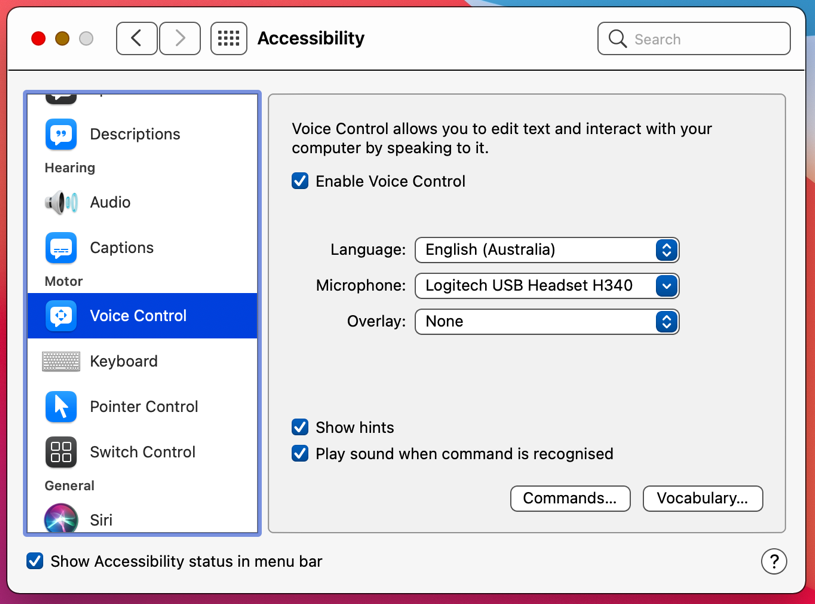 Accessibility
Search
Descriptions
Hearing
Audio
Captions
Motor
Voice Control
Keyboard
Pointer Control
Switch Control
General
Siri
Voice Control allows you to edit text and interact with your
computer by speaking to it.
Enable Voice Control
Language: English (Australia)
Microphone: Logitech USB Headset H340
Overlay: None
Show hints
Play sound when command is recognised
Commands...
Vocabulary...
Show Accessibility status in menu bar
?